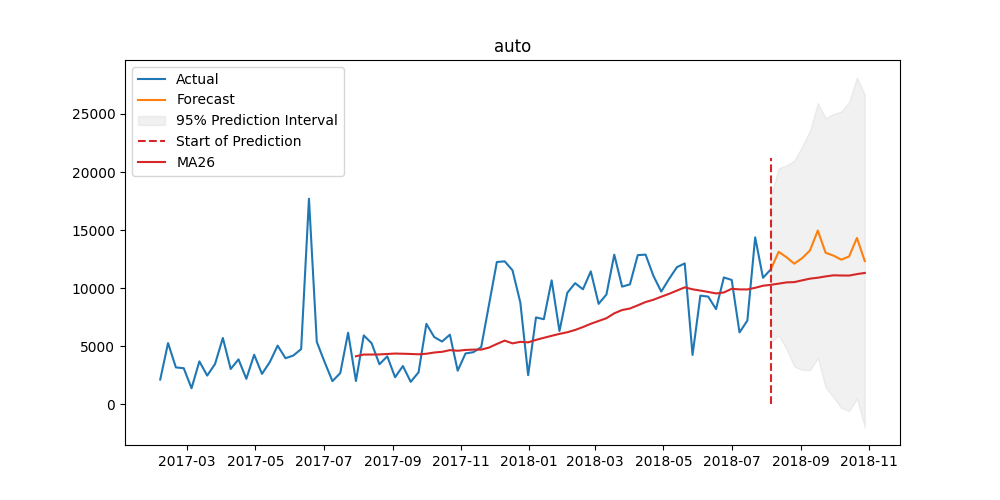 auto
Actual
Forecast
95% Prediction Interval
Start of Prediction
MA26
25000
20000
15000
10000
5000
0
2017-03 2017-05 2017-07 2017-09 2017-11 2018-01 2018-03 2018-05 2018-07 2018-09 2018-11